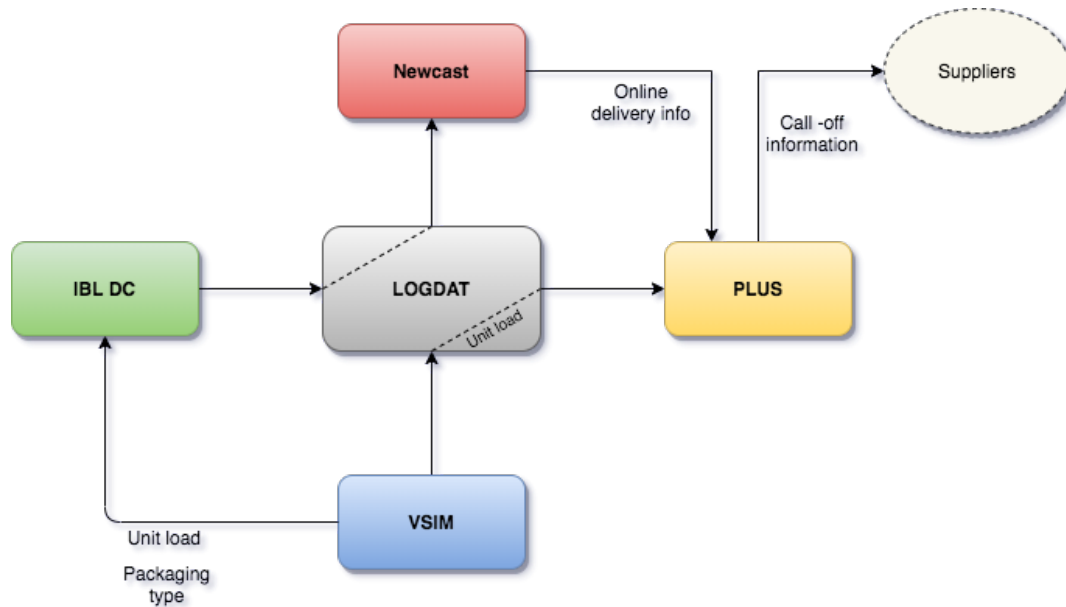 Newcast
Suppliers
Online
delivery info
Call -off
information
IBL DC
LOGDAT
PLUS
Unit load
VSIM
Unit load
Packaging
type